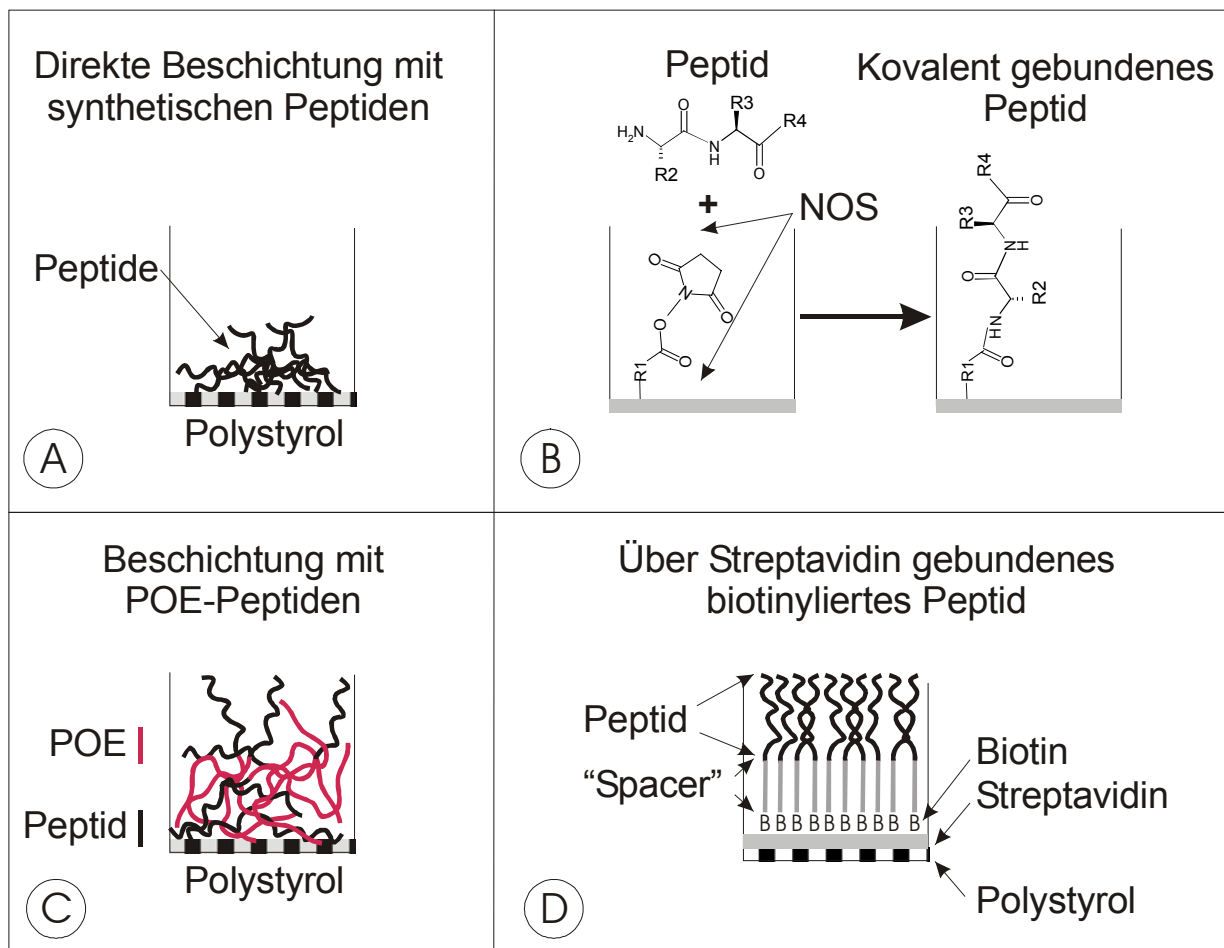 Direkte Beschichtung mit
synthetischen Peptiden
Peptide
Polystyrol
A
Peptid
Kovalent gebundenes
Peptid
H₂N
O
R3
R4
N
H
R2
O
+
NOS
O
N
O
O
O
R1
R4
O
R3
NH
O
R2
HN
O
R1
B
Beschichtung mit
POE-Peptiden
POE
Peptid
Polystyrol
C
Über Streptavidin gebundenes
biotinyliertes Peptid
Peptid
“Spacer”
B B B B B B B B B
Biotin
Streptavidin
Polystyrol
D